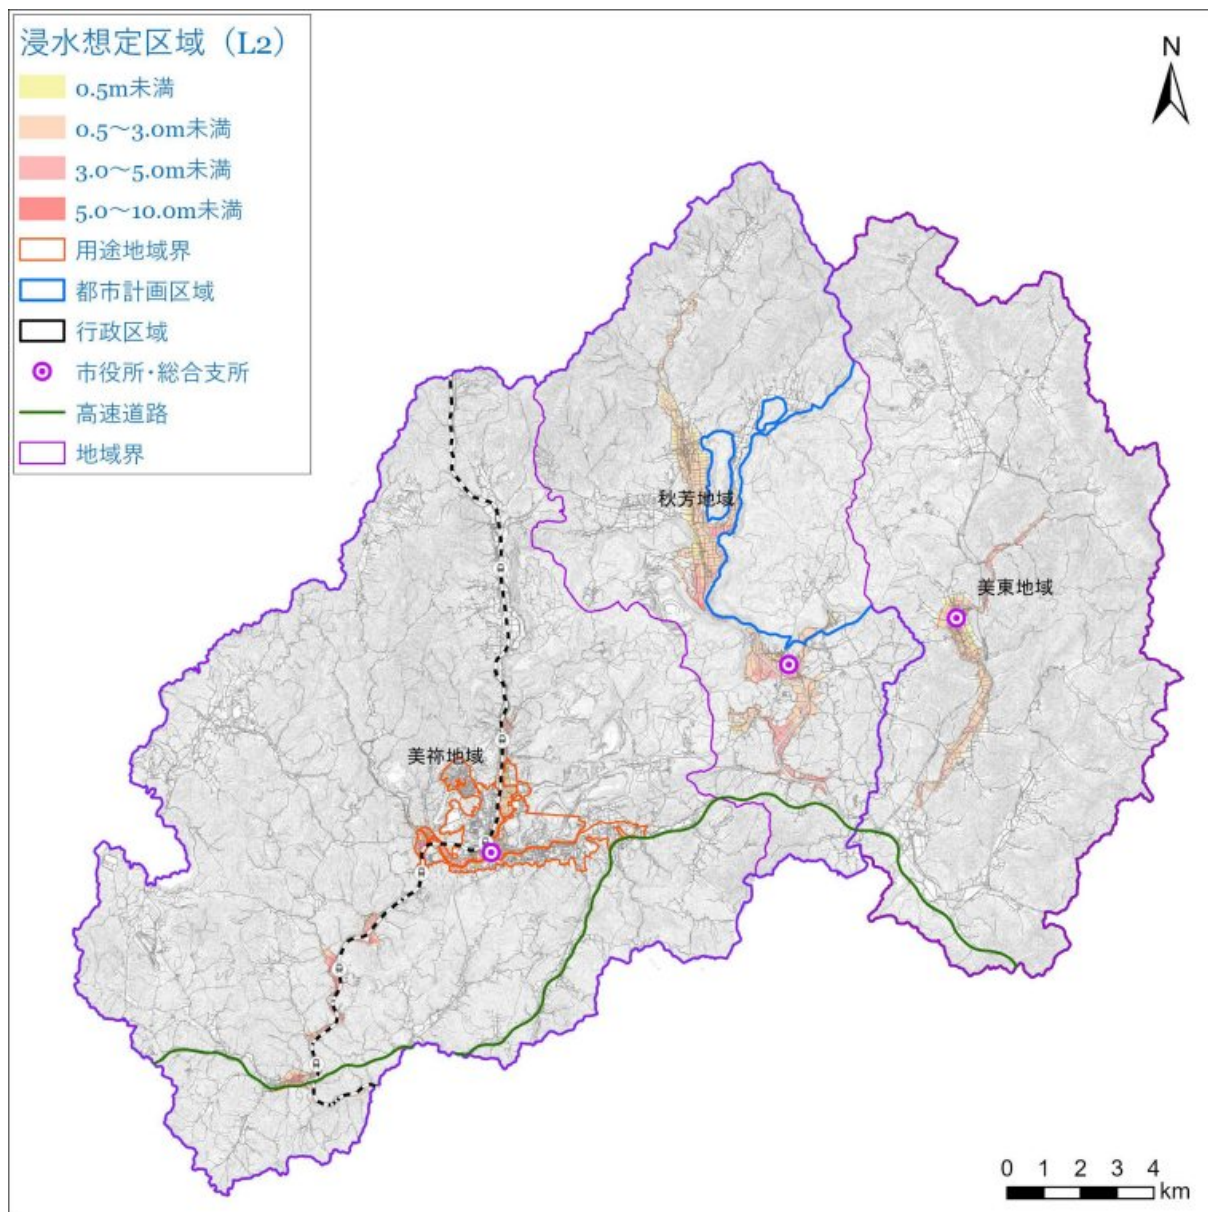 浸水想定区域（L2）
0.5m未満
0.5～3.0m未満
3.0～5.0m未満
5.0～10.0m未満
用途地域界
都市計画区域
行政区域
市役所・総合支所
高速道路
地域界
N
秋芳地域
美東地域
美祢地域
0 1 2 3 4
km